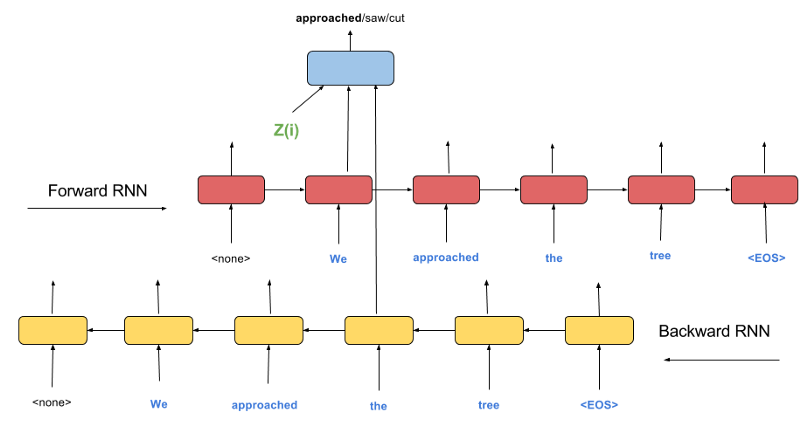 approached/saw/cut
Z(i)
Forward RNN
<none> We approached the tree <EOS>
Backward RNN
<none> We approached the tree <EOS>